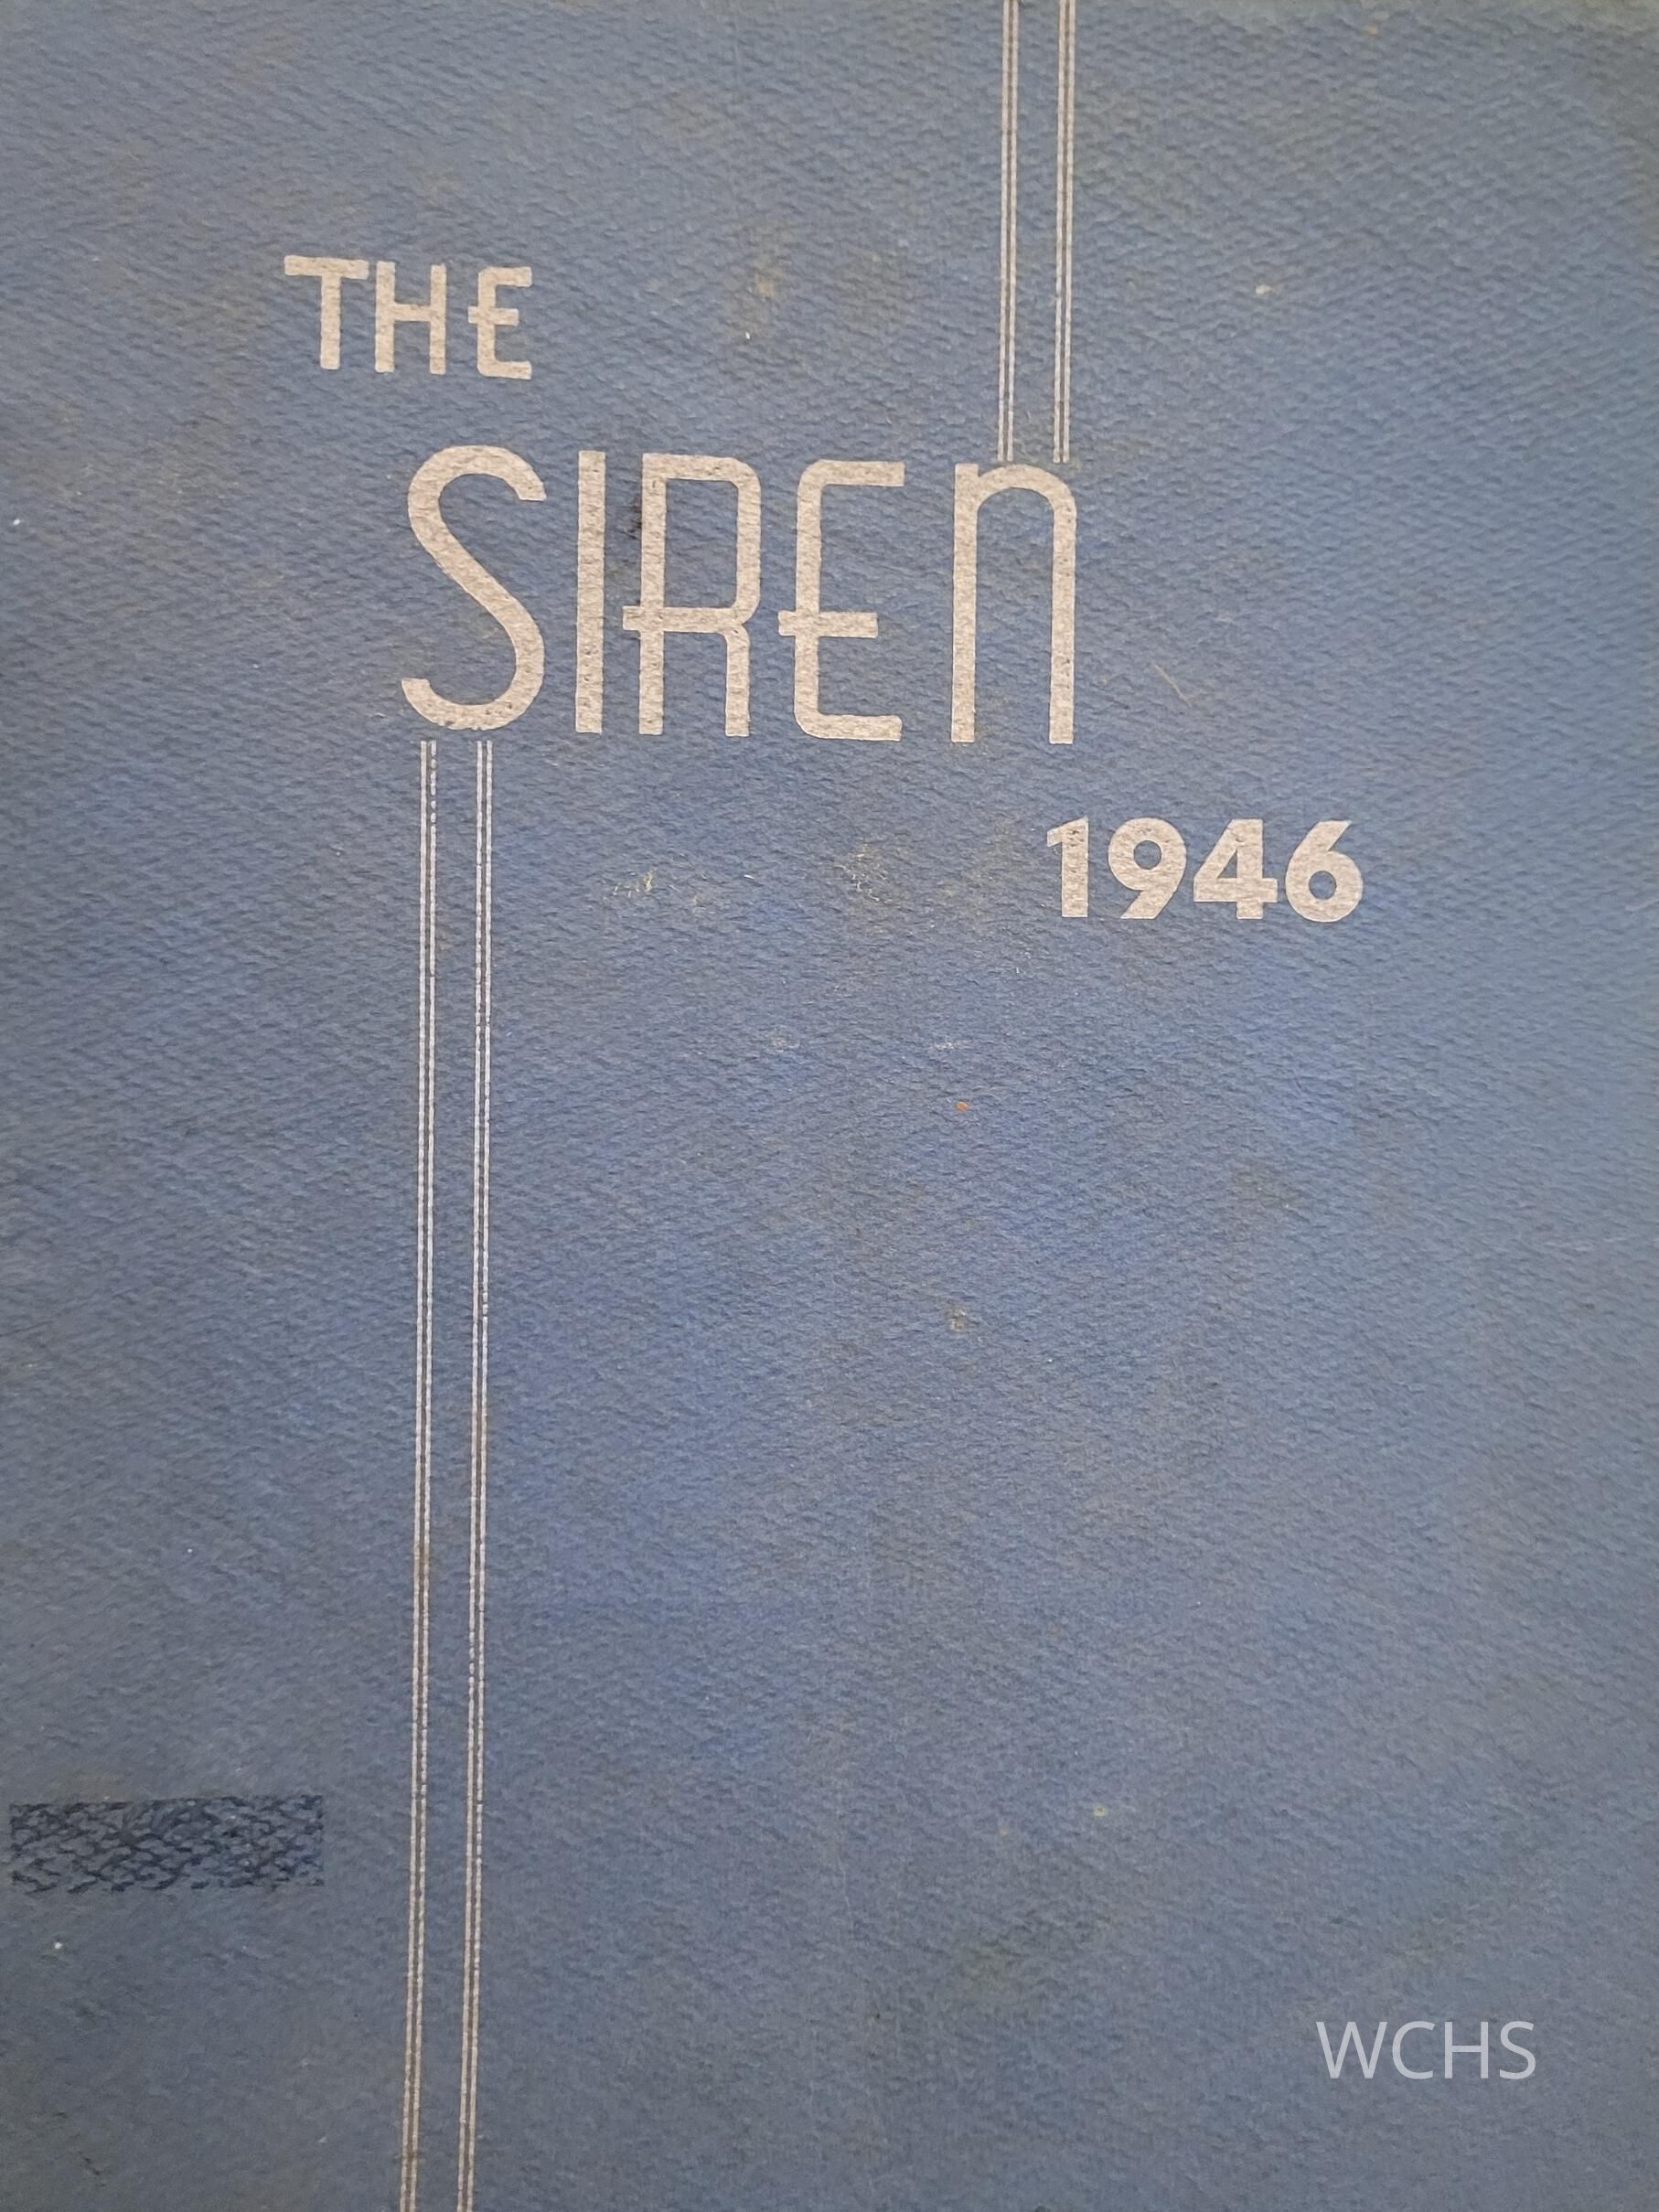 THE
SIREN
1946
WCHS